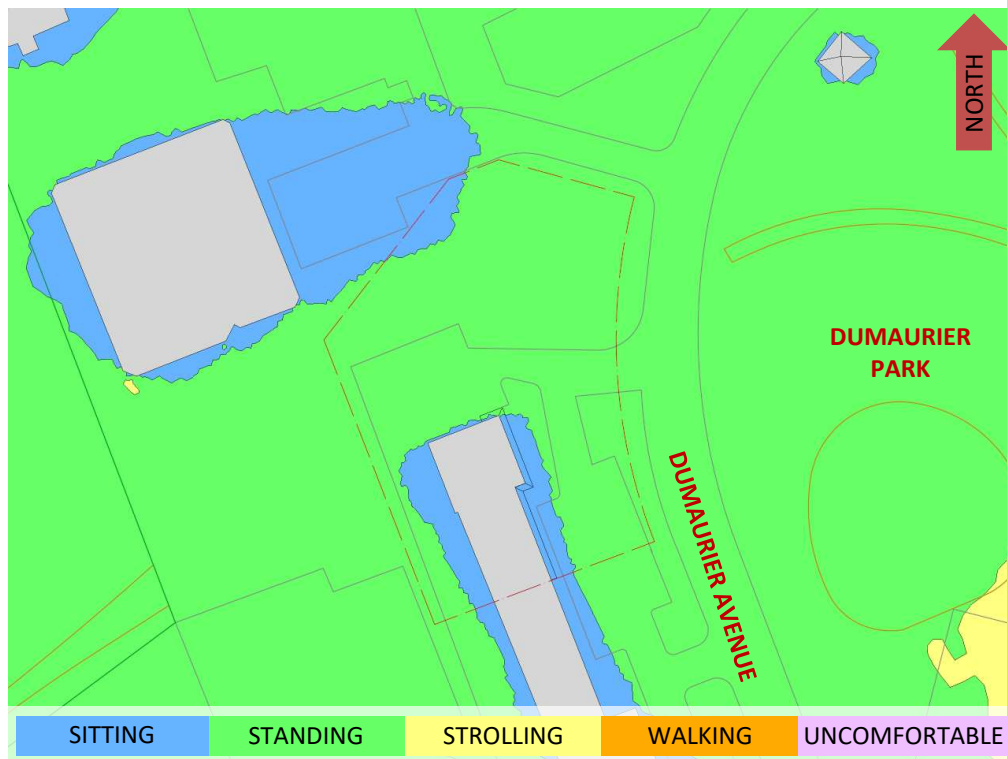 NORTH
DUMAURIER
PARK
DUMAURIER AVENUE
SITTING STANDING STROLLING WALKING UNCOMFORTABLE